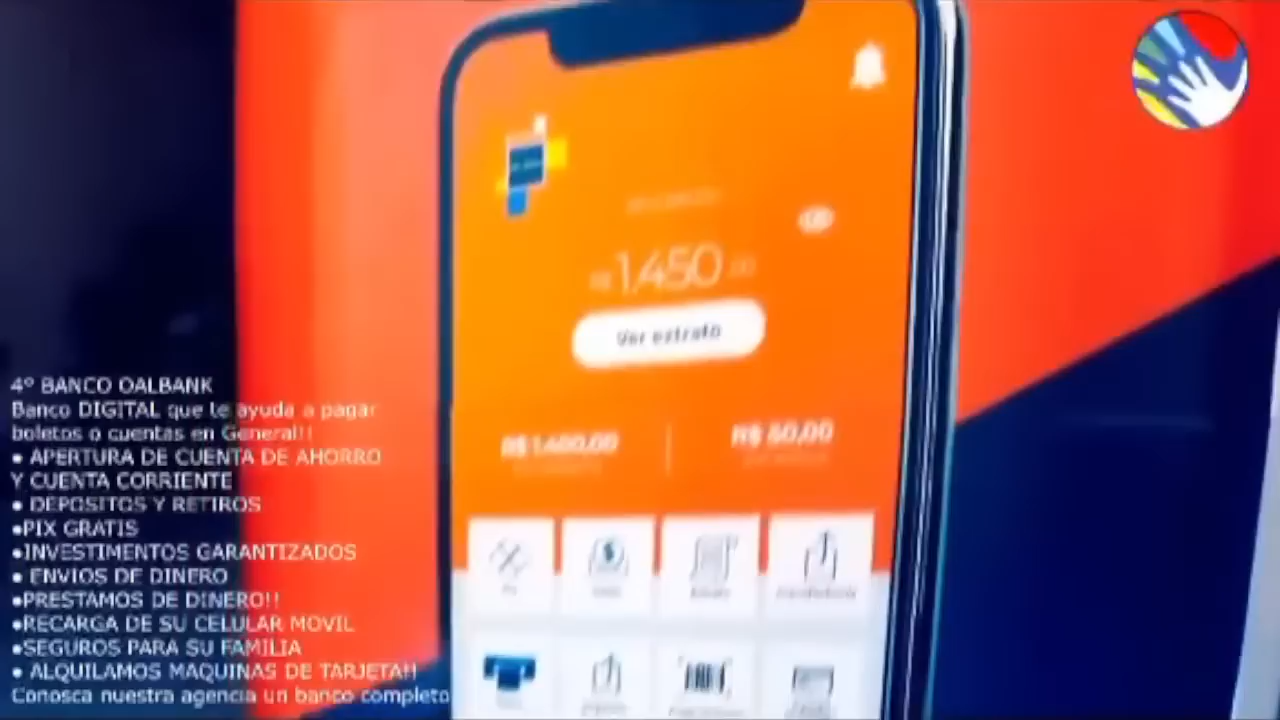 1.450
Ver extrato
R$ 1.400,00
R$ 50,00
4º BANCO OALBANK
Banco DIGITAL que le ayuda a pagar
boletos o cuentas en General!!
• APERTURA DE CUENTA DE AHORRO
Y CUENTA CORRIENTE
• DEPOSITOS Y RETIROS
•PIX GRATIS
•INVESTIMENTOS GARANTIZADOS
• ENVIOS DE DINERO
•PRESTAMOS DE DINERO!!
•RECARGA DE SU CELULAR MOVIL
•SEGUROS PARA SU FAMILIA
• ALQUILAMOS MAQUINAS DE TARJETA!!
Conosca nuestra agencia un banco completo